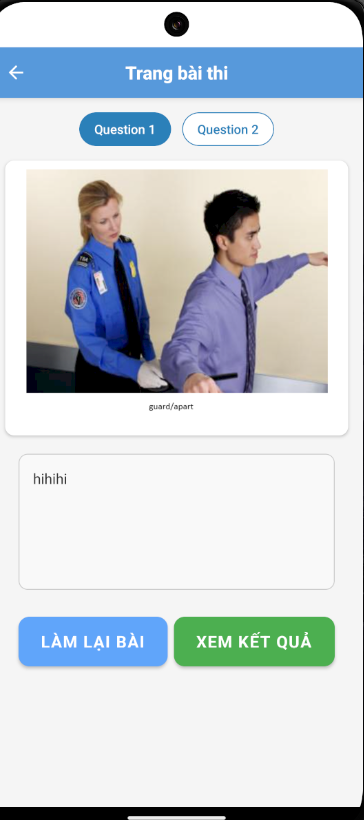 Trang bài thi
Question 1
Question 2
guard/apart
hihihi
LÀM LẠI BÀI
XEM KẾT QUẢ